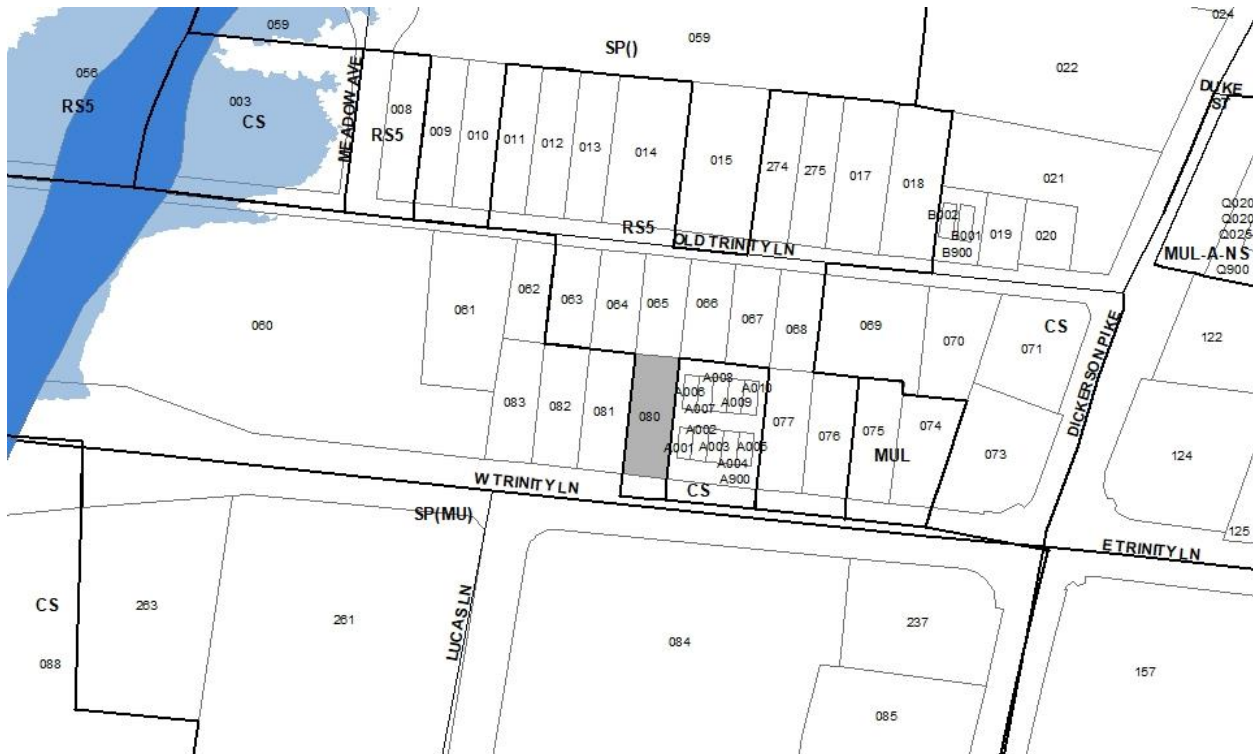 024
059
SP()
059
022
056
RS5
003
CS
MEADOW AVE
008
RS5
009
010
011
012
013
014
015
274
275
017
018
021
DUKE
ST
B002
B001
B900
019
020
Q020
Q020
Q025
MUL-A-NS
Q900
RS5
OLD TRINITY LN
060
061
062
063
064
065
066
067
068
069
070
071
CS
DICKERSON PIKE
122
083
082
081
080
A008
A006
A010
A009
A007
A002
A001
A003
A005
A004
A900
CS
077
076
075
074
MUL
073
124
125
W TRINITY LN
SP(MU)
E TRINITY LN
LUCAS LN
CS
088
263
261
084
237
085
157